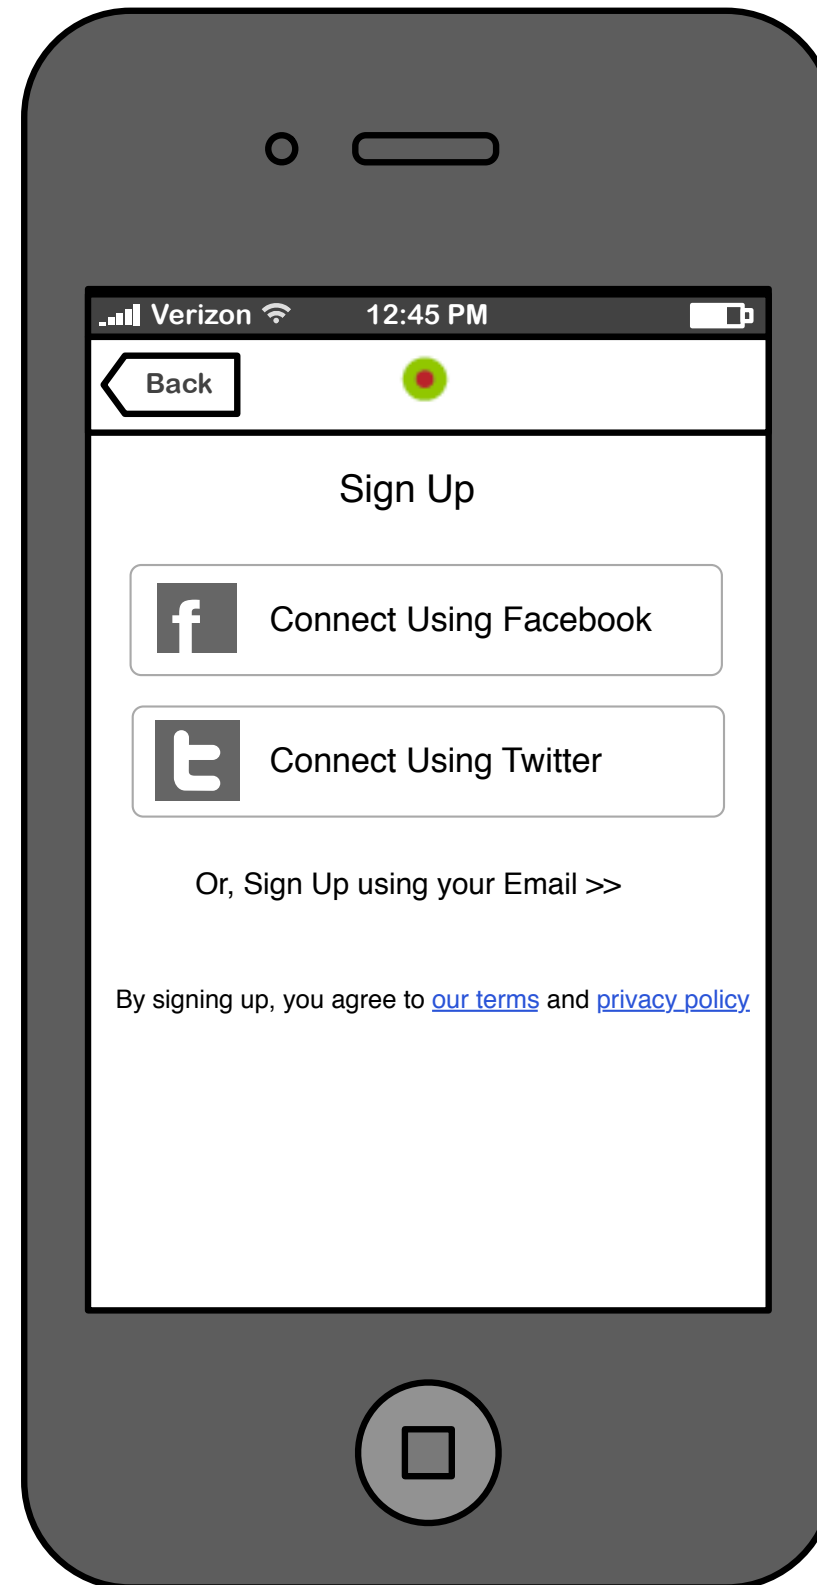 Verizon 12:45 PM
Back
Sign Up
f Connect Using Facebook
t Connect Using Twitter
Or, Sign Up using your Email >>
By signing up, you agree to our terms and privacy policy